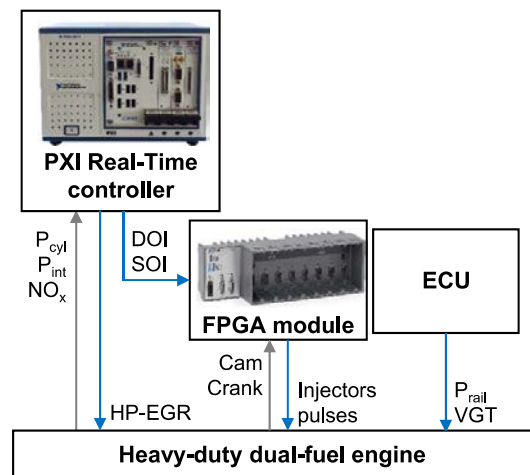 PXI Real-Time
controller
P_cyl
P_int
NO_x
DOI
SOI
FPGA module
ECU
Cam
Crank
HP-EGR
Injectors
pulses
P_rail
VGT
Heavy-duty dual-fuel engine